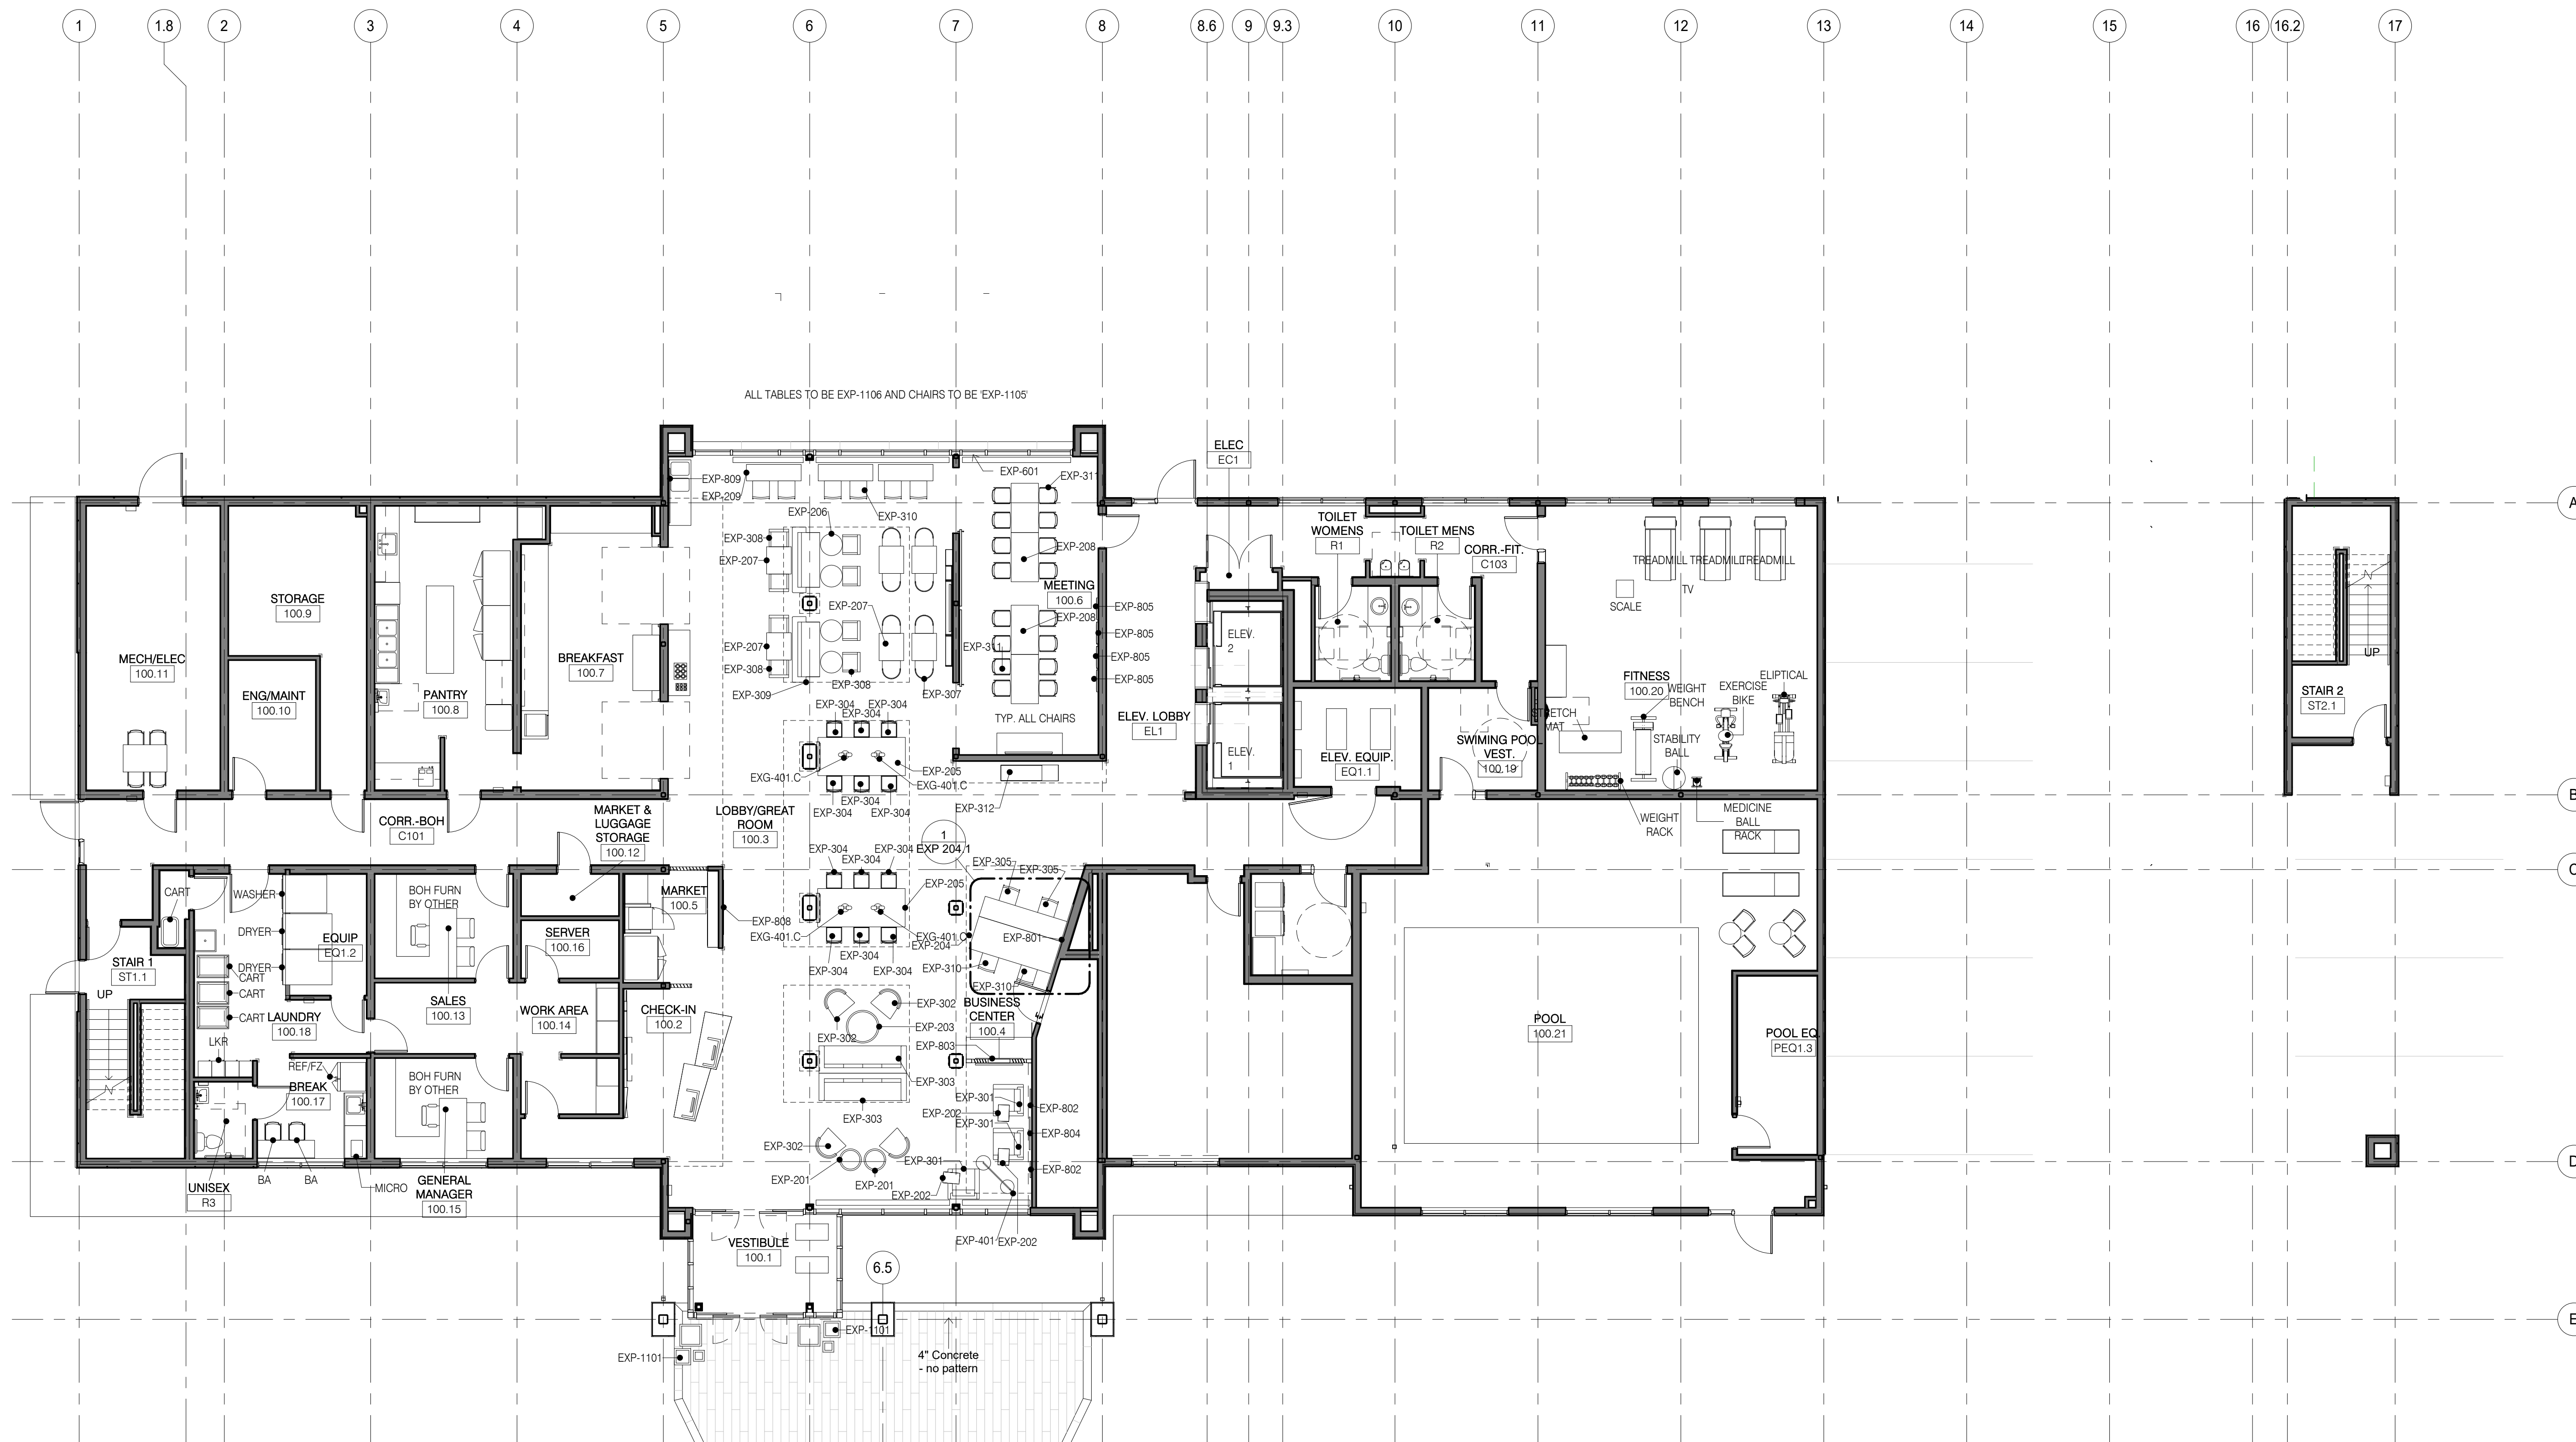 1
1.8
2
3
4
5
6
7
8
8.6
9
9.3
10
11
12
13
14
15
16
16.2
17
ALL TABLES TO BE EXP-1106 AND CHAIRS TO BE 'EXP-1105'
A
B
C
D
E
6.5
MECH/ELEC
100.11
STORAGE
100.9
ENG/MAINT
100.10
PANTRY
100.8
BREAKFAST
100.7
CORR.-BOH
C101
MARKET &
LUGGAGE
STORAGE
100.12
LOBBY/GREAT
ROOM
100.3
EXP-809
EXP-209
EXP-601
EXP-310
EXP-311
EXP-206
EXP-308
EXP-207
EXP-207
EXP-207
EXP-308
EXP-309
EXP-308
EXP-307
EXP-208
MEETING
100.6
EXP-208
EXP-311
EXP-805
EXP-805
EXP-805
EXP-805
TYP. ALL CHAIRS
EXP-304
EXP-304
EXP-304
EXG-401.C
EXP-205
EXG-401.C
EXP-304
EXP-304
EXP-304
EXP-312
1
EXP 204.1
EXP-304
EXP-304
EXP-304
EXP-205
EXG-401.C
EXG-401.C
EXP-304
EXP-304
EXP-304
EXP-305
EXP-305
EXP-204
EXP-801
EXP-310
EXP-310
ELEC
EC1
ELEV.
2
ELEV.
1
ELEV. LOBBY
EL1
TOILET
WOMENS
R1
TOILET MENS
R2
CORR.-FIT.
C103
ELEV. EQUIP.
EQ1.1
SWIMING POOL
VEST.
100.19
TREADMILL
TREADMILL
TREADMILL
TV
SCALE
FITNESS
100.20
WEIGHT
BENCH
EXERCISE
BIKE
ELIPTICAL
STRETCH
MAT
STABILITY
BALL
WEIGHT
RACK
MEDICINE
BALL
RACK
STAIR 2
ST2.1
UP
CART
WASHER
DRYER
DRYER
EQUIP
EQ1.2
CART
CART
CART
LAUNDRY
100.18
STAIR 1
ST1.1
UP
LKR
REF/FZ
BREAK
100.17
UNISEX
R3
BA
BA
MICRO
BOH FURN
BY OTHER
SALES
100.13
SERVER
100.16
WORK AREA
100.14
BOH FURN
BY OTHER
GENERAL
MANAGER
100.15
MARKET
100.5
EXP-808
CHECK-IN
100.2
EXP-302
EXP-203
EXP-302
EXP-303
EXP-303
EXP-302
EXP-201
EXP-201
BUSINESS
CENTER
100.4
EXP-803
EXP-301
EXP-202
EXP-301
EXP-802
EXP-804
EXP-802
EXP-301
EXP-202
EXP-401
EXP-202
POOL
100.21
POOL EQ.
PEQ1.3
VESTIBULE
100.1
EXP-1101
EXP-1101
4" Concrete
- no pattern